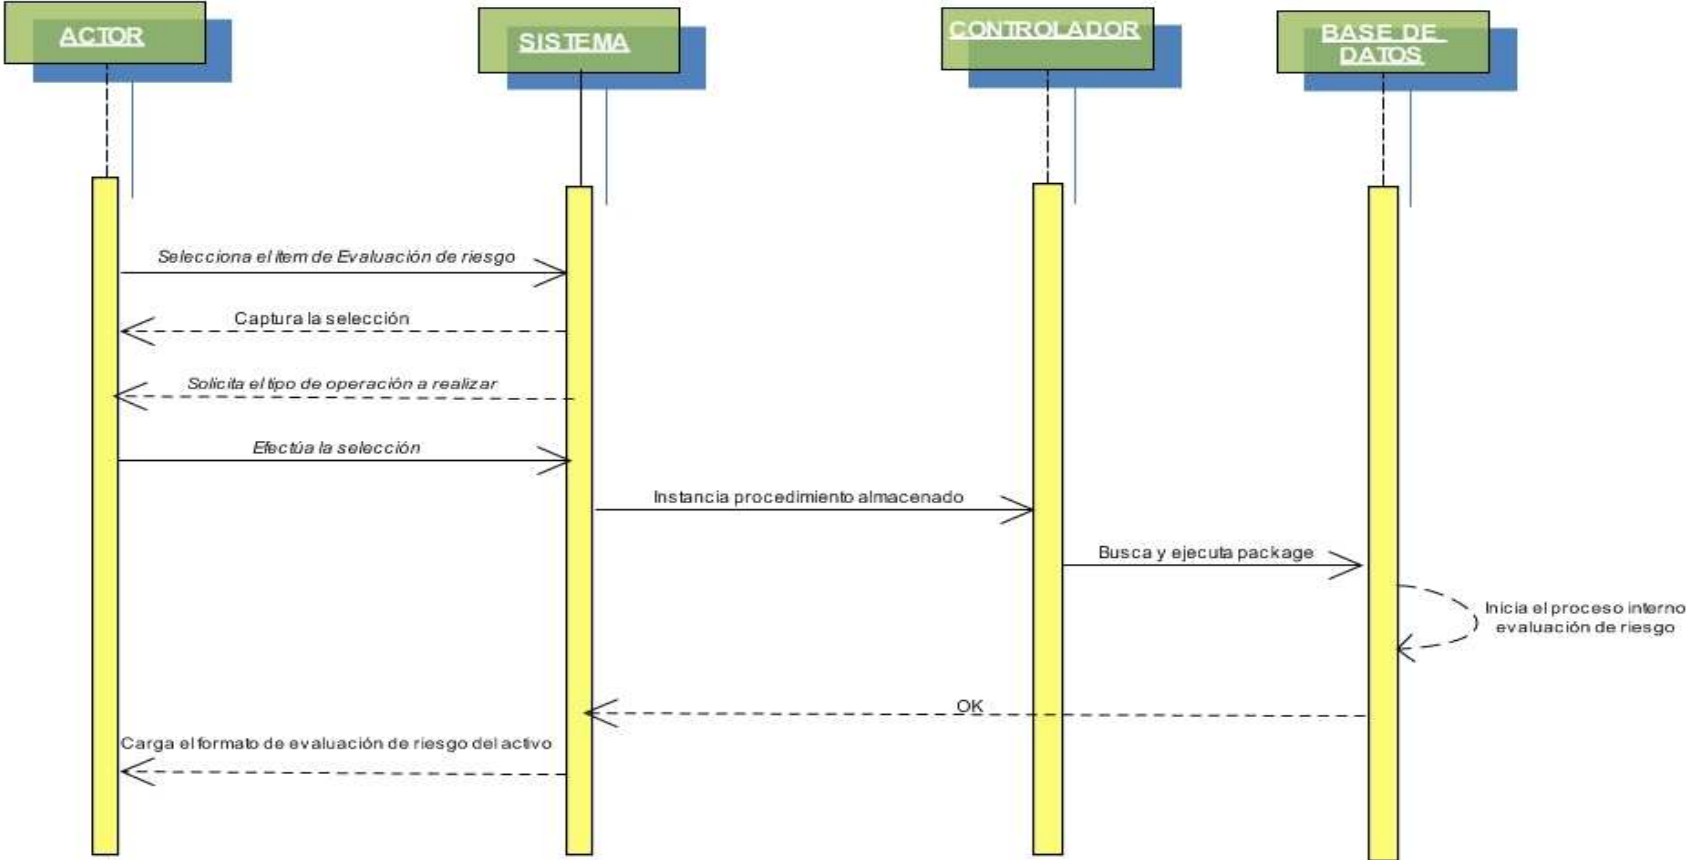 ACTOR
SISTEMA
CONTROLADOR
BASE DE
DATOS
Selecciona el ítem de Evaluación de riesgo
Captura la selección
Solicita el tipo de operación a realizar
Efectúa la selección
Instancia procedimiento almacenado
Busca y ejecuta package
Inicia el proceso interno
evaluación de riesgo
OK
Carga el formato de evaluación de riesgo del activo